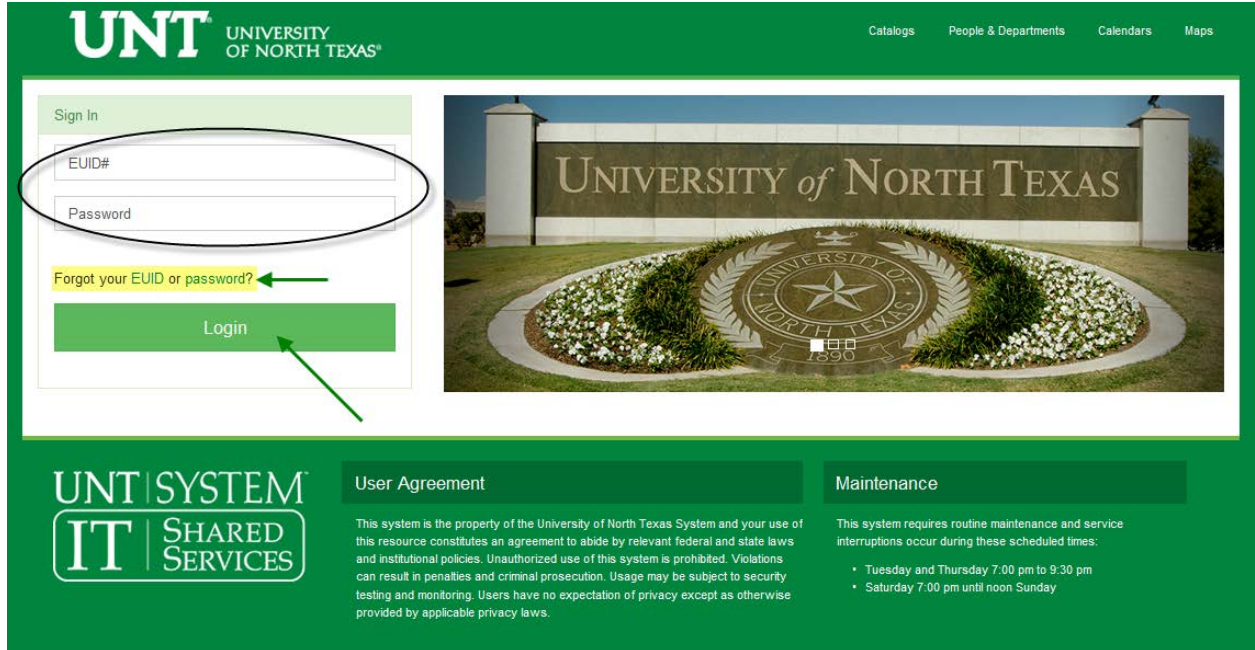 UNT UNIVERSITY
OF NORTH TEXAS®
Catalogs People & Departments Calendars Maps
Sign In
EUID#
Password
Forgot your EUID or password?
Login
UNIVERSITY of NORTH TEXAS
UNIVERSITY OF
NORTH TEXAS
1890
UNT SYSTEM™
IT SHARED
SERVICES
User Agreement
This system is the property of the University of North Texas System and your use of
this resource constitutes an agreement to abide by relevant federal and state laws
and institutional policies. Unauthorized use of this system is prohibited. Violations
can result in penalties and criminal prosecution. Usage may be subject to security
testing and monitoring. Users have no expectation of privacy except as otherwise
provided by applicable privacy laws.
Maintenance
This system requires routine maintenance and service
interruptions occur during these scheduled times:
• Tuesday and Thursday 7:00 pm to 9:30 pm
• Saturday 7:00 pm until noon Sunday